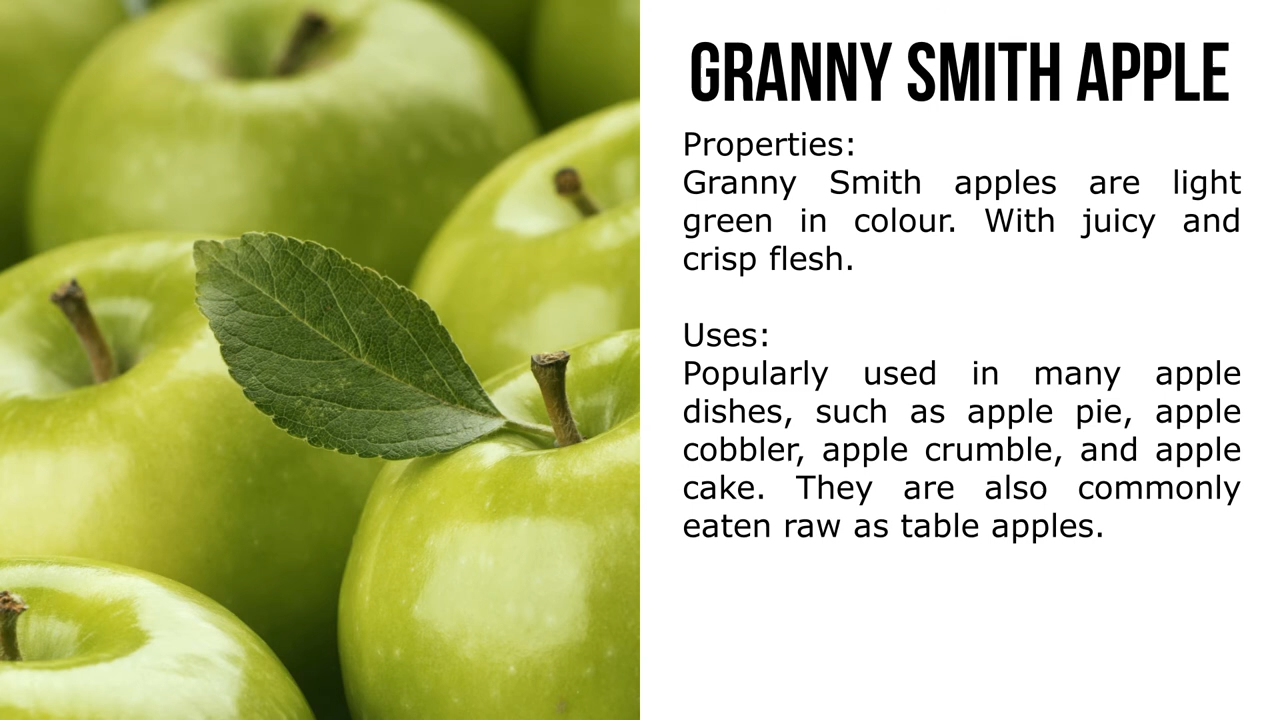 GRANNY SMITH APPLE
Properties:
Granny Smith apples are light
green in colour. With juicy and
crisp flesh.
Uses:
Popularly used in many apple
dishes, such as apple pie, apple
cobbler, apple crumble, and apple
cake. They are also commonly
eaten raw as table apples.